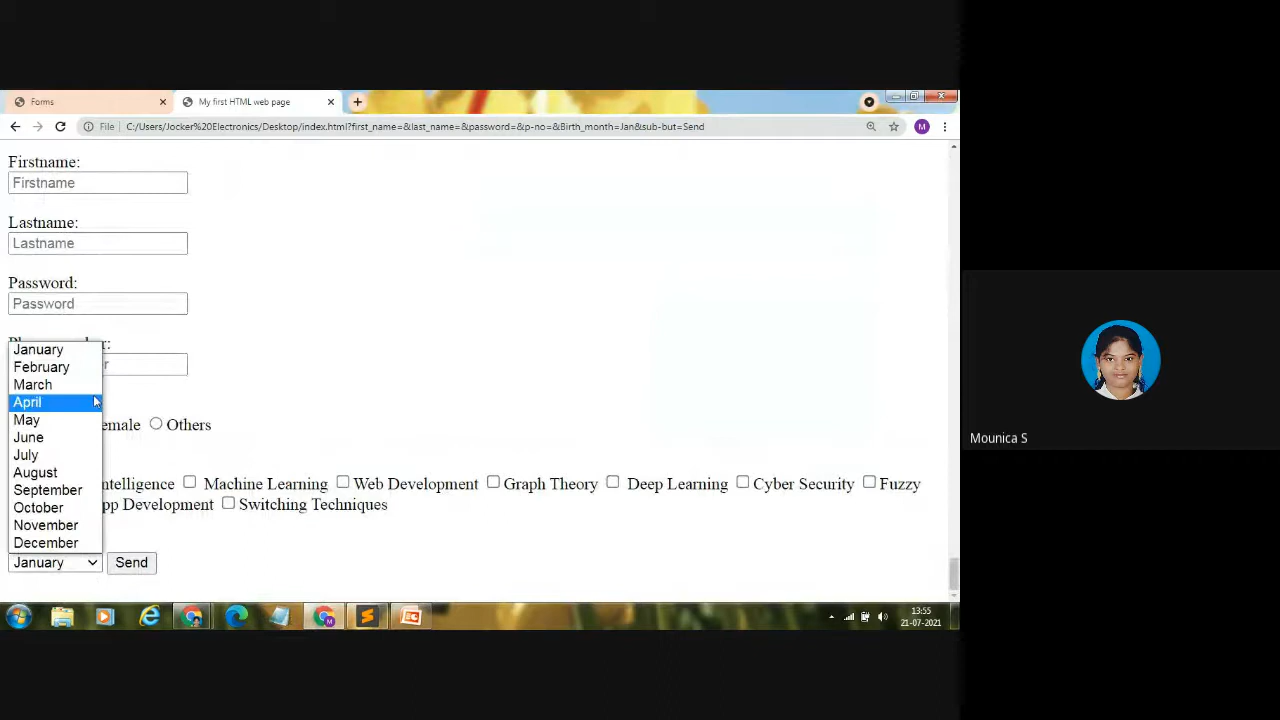 Forms
My first HTML web page
File C:/Users/Jocker%20Electronics/Desktop/index.html?first_name=&last_name=&password=&p-no=&Birth_month=Jan&sub-but=Send
M
Firstname:
Firstname
Lastname:
Lastname
Password:
Password
January
February
March
April
May
June
July
August
September
October
November
December
emale Others
ntelligence Machine Learning Web Development Graph Theory Deep Learning Cyber Security Fuzzy
pp Development Switching Techniques
January Send
Mounica S
13:55
21-07-2021